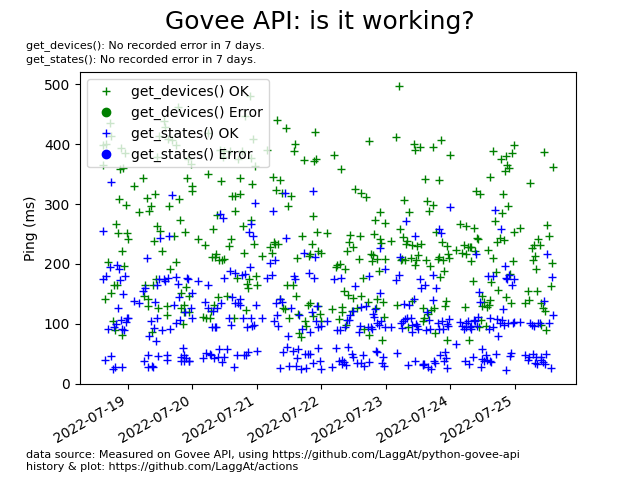 Govee API: is it working?
get_devices(): No recorded error in 7 days.
get_states(): No recorded error in 7 days.
get_devices() OK
get_devices() Error
get_states() OK
get_states() Error
Ping (ms)
500
400
300
200
100
0
2022-07-19
2022-07-20
2022-07-21
2022-07-22
2022-07-23
2022-07-24
2022-07-25
data source: Measured on Govee API, using https://github.com/LaggAt/python-govee-api
history & plot: https://github.com/LaggAt/actions